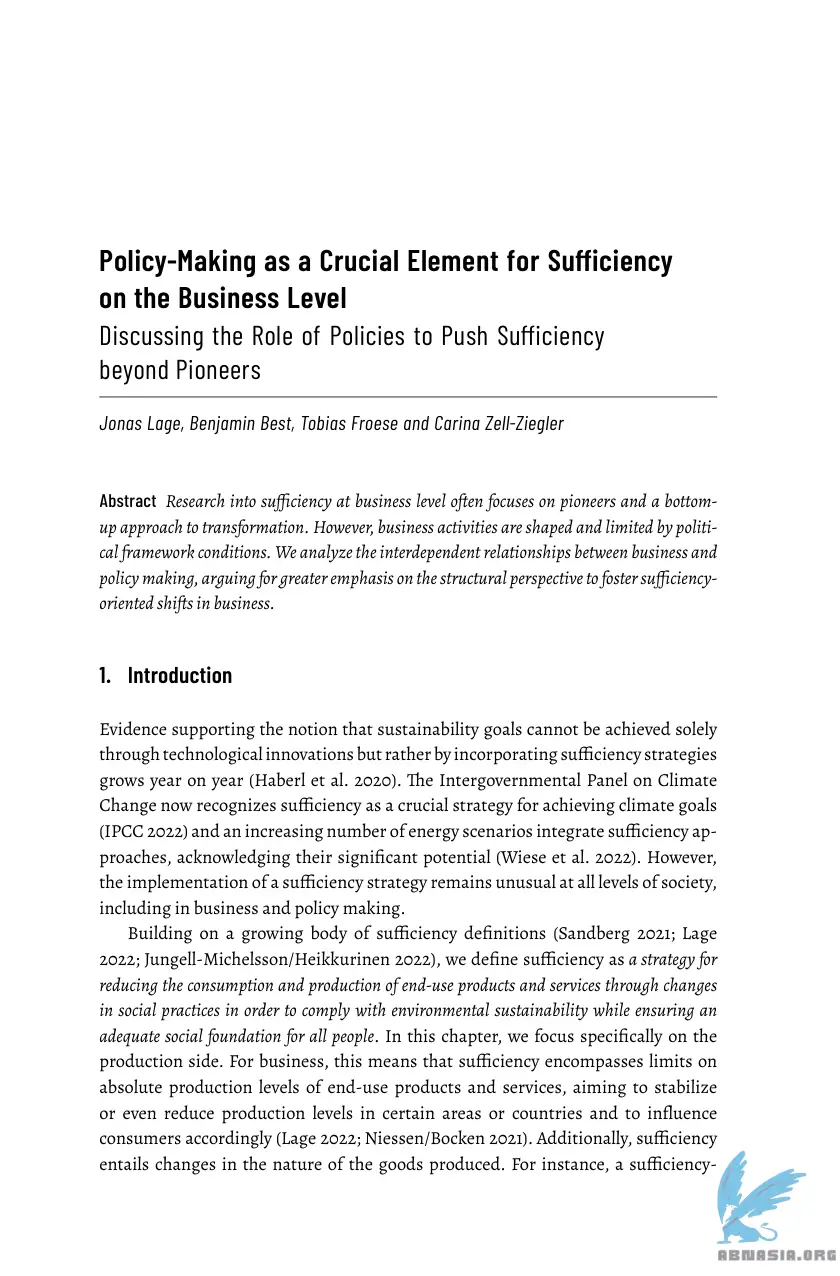 Policy-Making as a Crucial Element for Sufficiency
on the Business Level
Discussing the Role of Policies to Push Sufficiency
beyond Pioneers
Jonas Lage, Benjamin Best, Tobias Froese and Carina Zell-Ziegler
Abstract Research into sufficiency at business level often focuses on pioneers and a bottom-
up approach to transformation. However, business activities are shaped and limited by politi-
cal framework conditions. We analyze the interdependent relationships between business and
policy making, arguing for greater emphasis on the structural perspective to foster sufficiency-
oriented shifts in business.
1. Introduction
Evidence supporting the notion that sustainability goals cannot be achieved solely
through technological innovations but rather by incorporating sufficiency strategies
grows year on year (Haberl et al. 2020). The Intergovernmental Panel on Climate
Change now recognizes sufficiency as a crucial strategy for achieving climate goals
(IPCC 2022) and an increasing number of energy scenarios integrate sufficiency ap-
proaches, acknowledging their significant potential (Wiese et al. 2022). However,
the implementation of a sufficiency strategy remains unusual at all levels of society,
including in business and policy making.
Building on a growing body of sufficiency definitions (Sandberg 2021; Lage
2022; Jungell-Michelsson/Heikkurinen 2022), we define sufficiency as a strategy for
reducing the consumption and production of end-use products and services through changes
in social practices in order to comply with environmental sustainability while ensuring an
adequate social foundation for all people. In this chapter, we focus specifically on the
production side. For business, this means that sufficiency encompasses limits on
absolute production levels of end-use products and services, aiming to stabilize
or even reduce production levels in certain areas or countries and to influence
consumers accordingly (Lage 2022; Niessen/Bocken 2021). Additionally, sufficiency
entails changes in the nature of the goods produced. For instance, a sufficiency-
ABNASIA.ORG